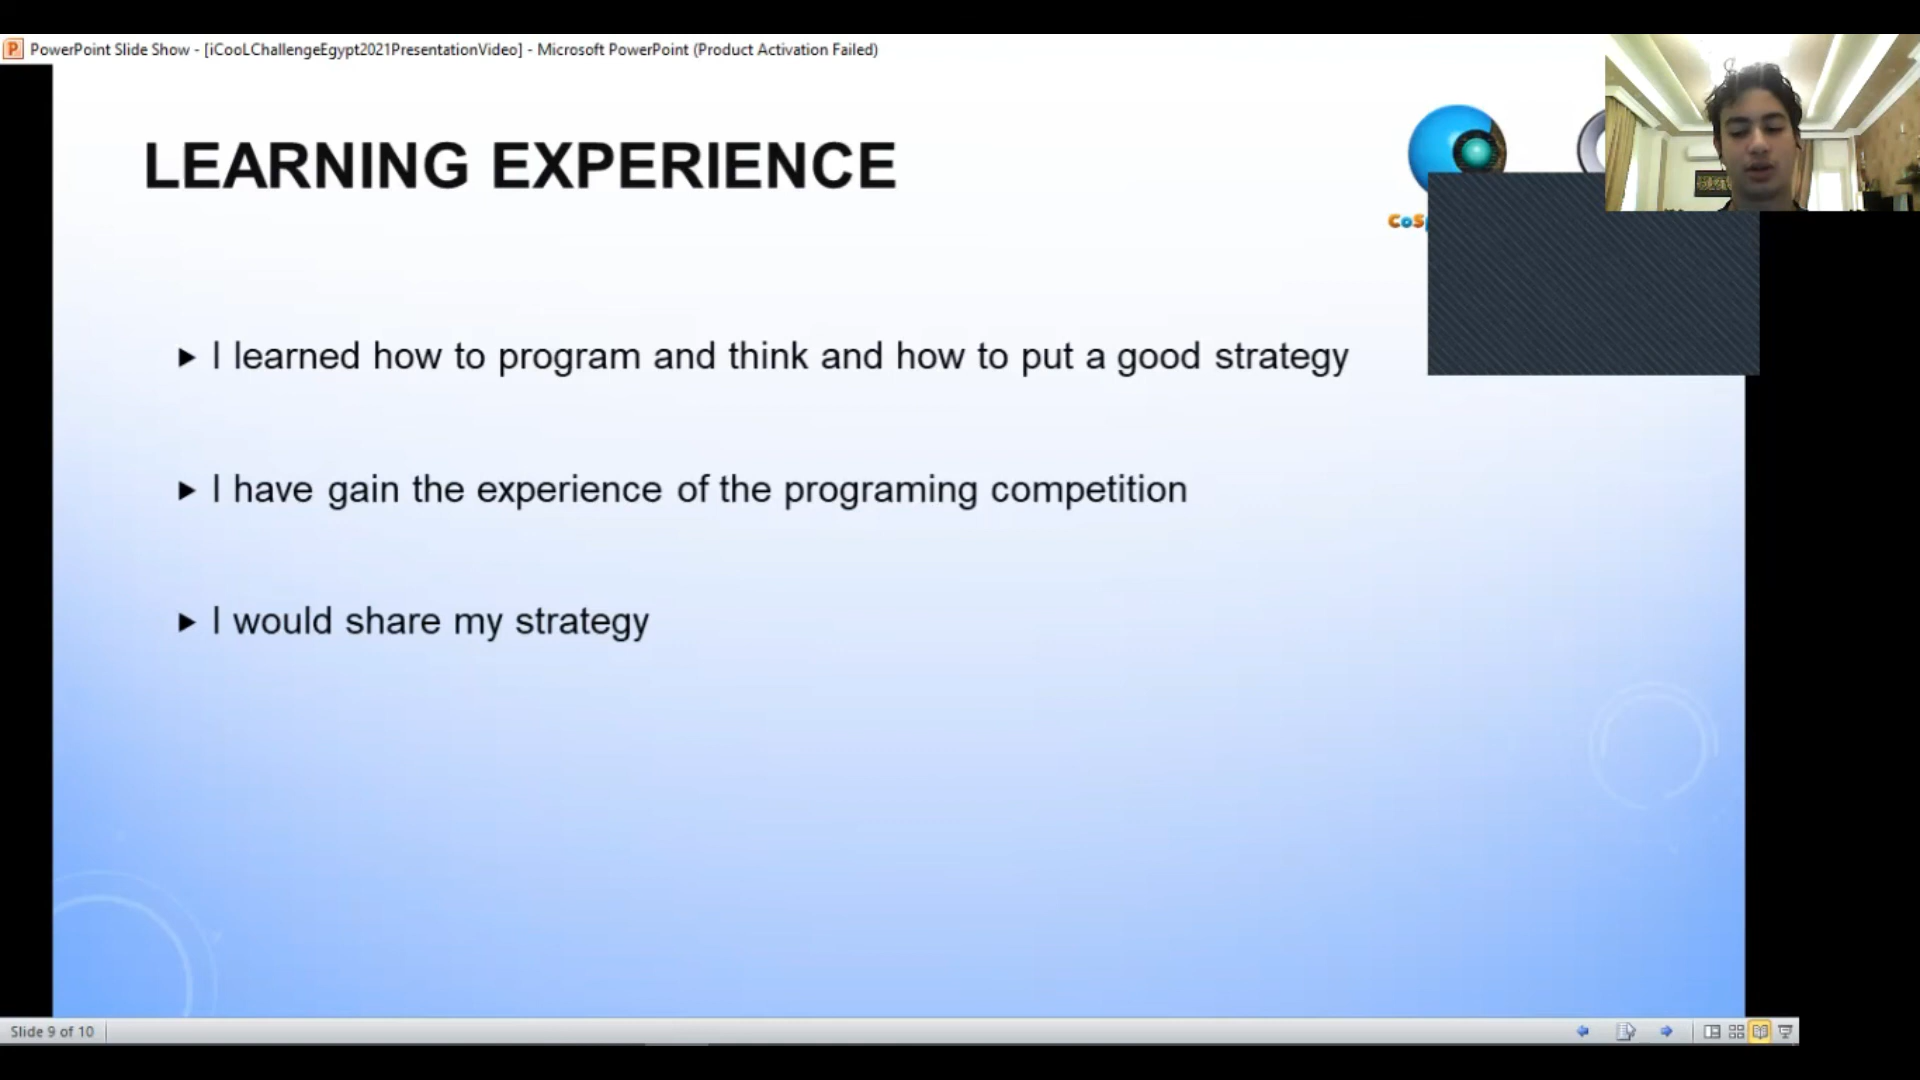 PowerPoint Slide Show - [iCooLChallengeEgypt2021PresentationVideo] - Microsoft PowerPoint (Product Activation Failed)
LEARNING EXPERIENCE
I learned how to program and think and how to put a good strategy
I have gain the experience of the programing competition
I would share my strategy
Slide 9 of 10